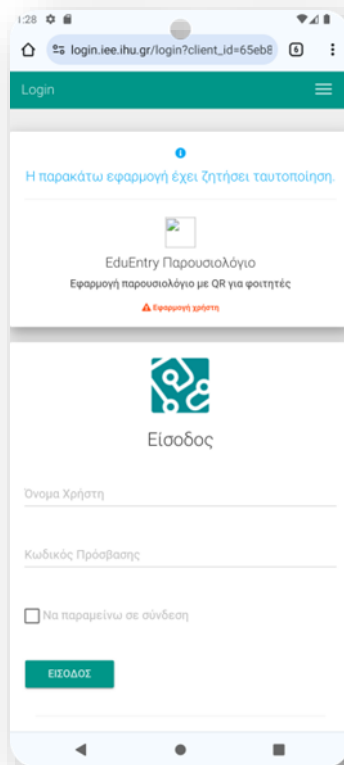 1:28
login.iee.ihu.gr/login?client_id=65eb8
6
Login
Η παρακάτω εφαρμογή έχει ζητήσει ταυτοποίηση.
EduEntry Παρουσιολόγιο
Εφαρμογή παρουσιολόγιο με QR για φοιτητές
Εφαρμογή χρήστη
Είσοδος
Όνομα Χρήστη
Κωδικός Πρόσβασης
Να παραμείνω σε σύνδεση
ΕΙΣΟΔΟΣ